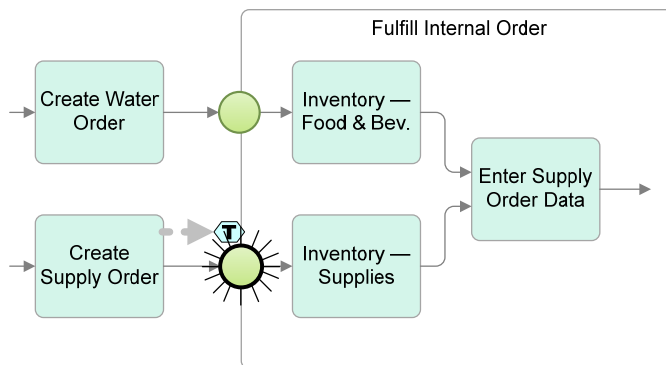 Fulfill Internal Order
Create Water
Order
Inventory —
Food & Bev.
Enter Supply
Order Data
T
Create
Supply Order
Inventory —
Supplies